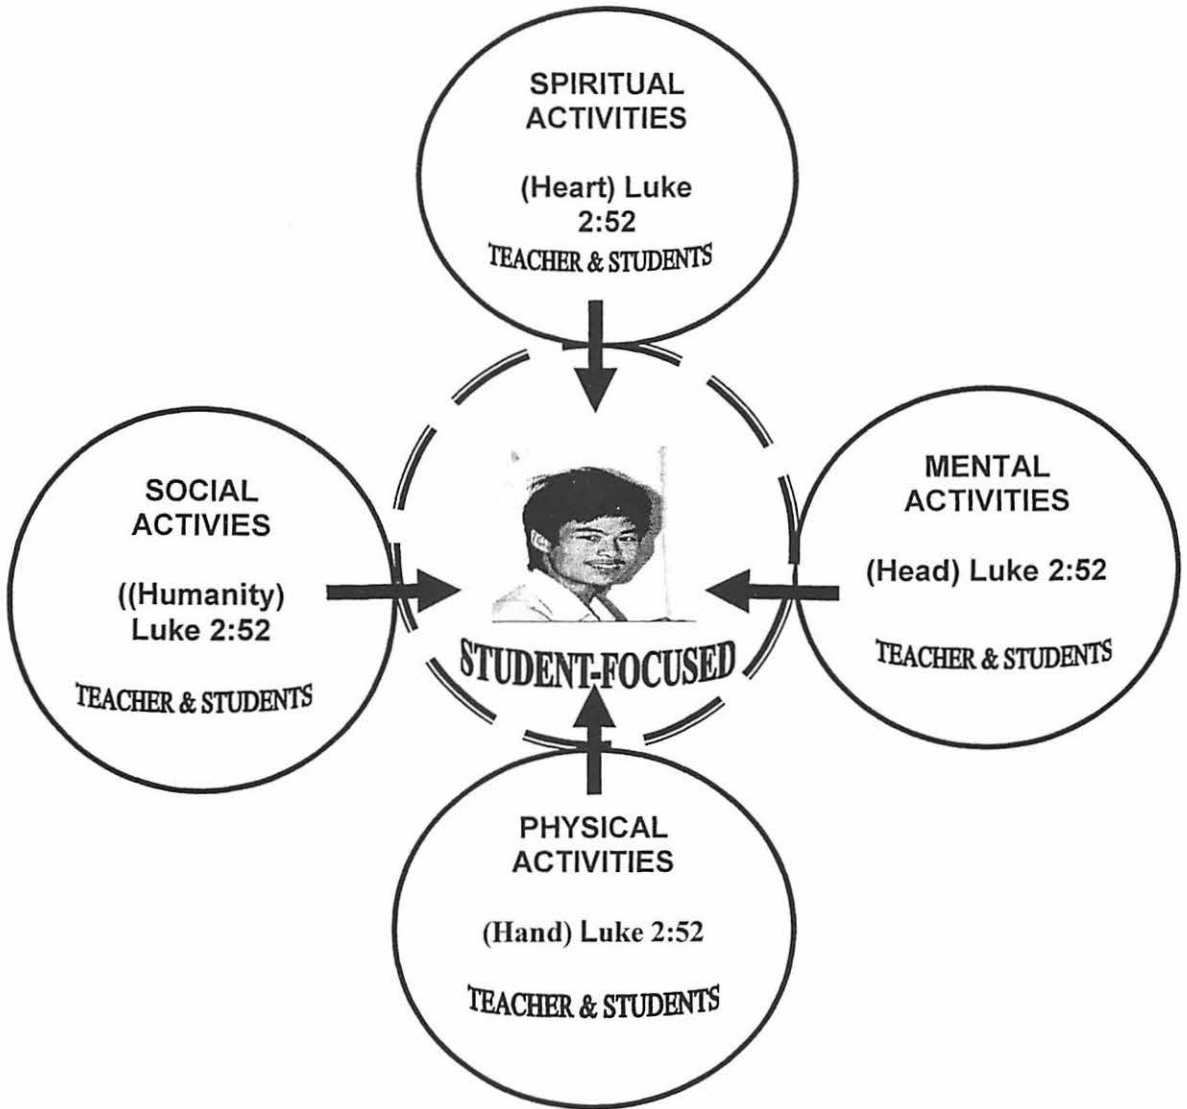 SPIRITUAL
ACTIVITIES
(Heart) Luke
2:52
TEACHER & STUDENTS
SOCIAL
ACTIVIES
((Humanity)
Luke 2:52
TEACHER & STUDENTS
STUDENT-FOCUSED
MENTAL
ACTIVITIES
(Head) Luke 2:52
TEACHER & STUDENTS
PHYSICAL
ACTIVITIES
(Hand) Luke 2:52
TEACHER & STUDENTS